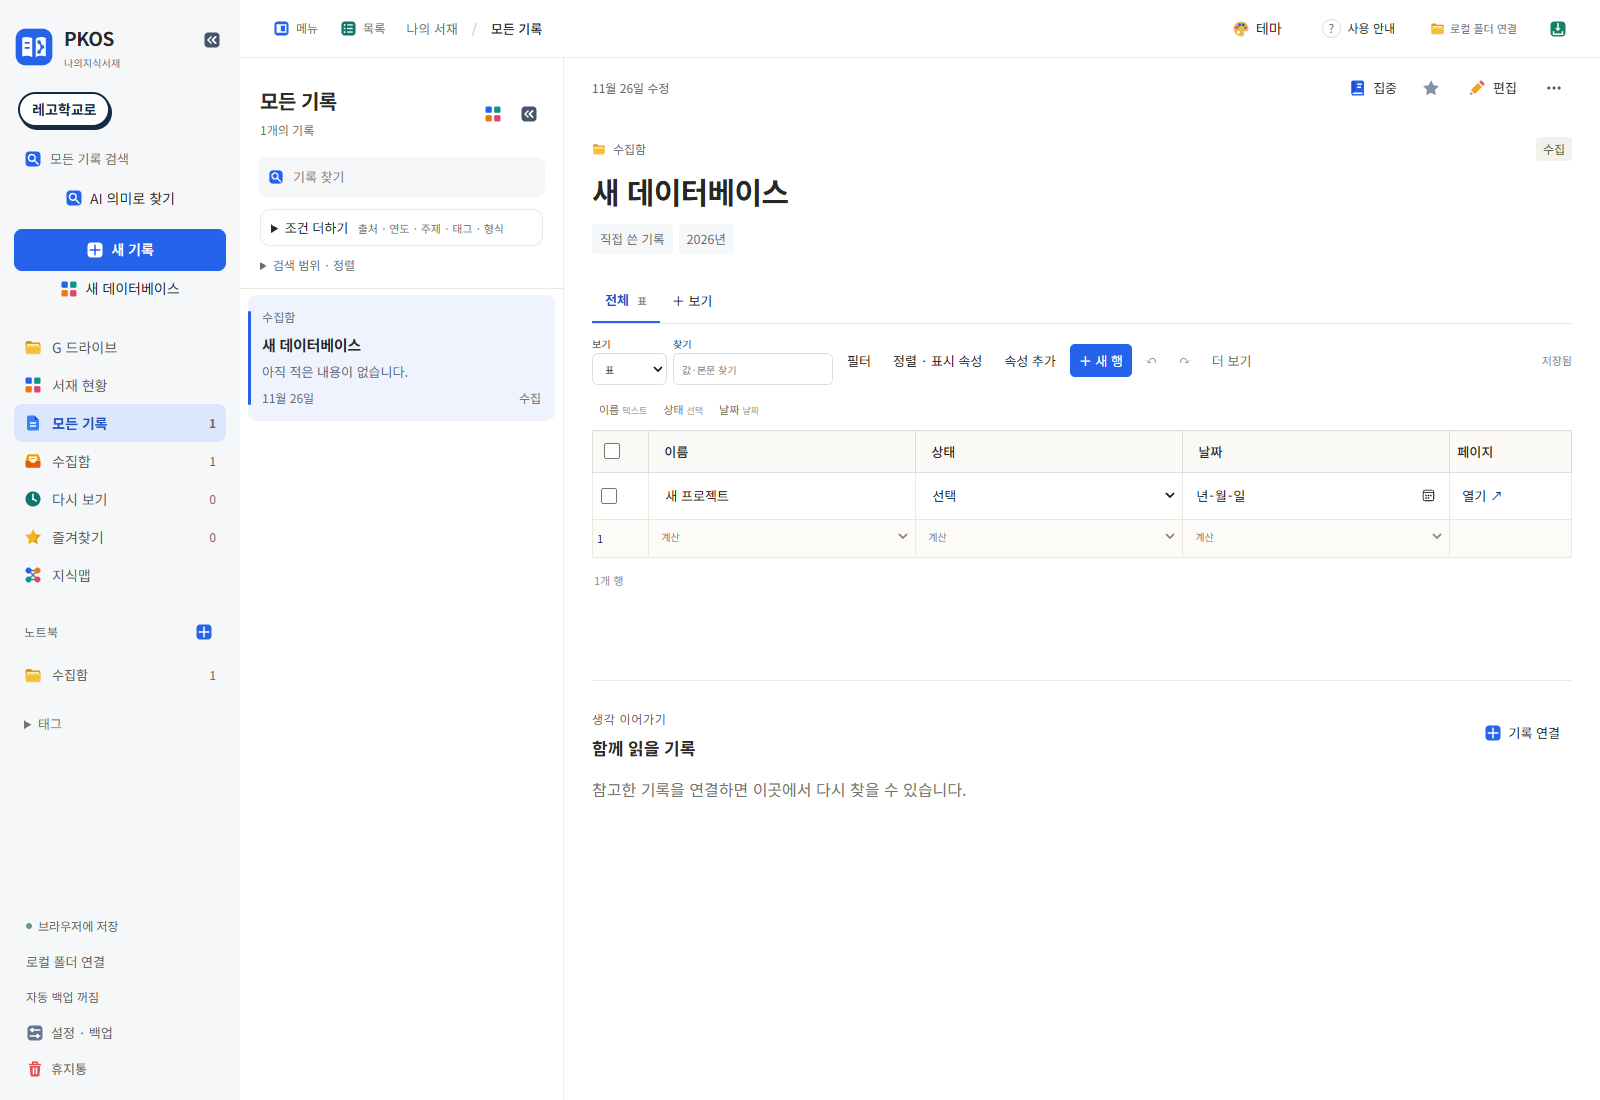 PKOS
나의지식서재
레고학교로
모든 기록 검색
AI 의미로 찾기
새 기록
새 데이터베이스
G 드라이브
서재 현황
모든 기록 1
수집함 1
다시 보기 0
즐겨찾기 0
지식맵
노트북
수집함 1
▶ 태그
브라우저에 저장
로컬 폴더 연결
자동 백업 꺼짐
설정 · 백업
휴지통
메뉴 목록 나의 서재 / 모든 기록
테마 ? 사용 안내 로컬 폴더 연결
모든 기록
1개의 기록
기록 찾기
▶ 조건 더하기 출처 · 연도 · 주제 · 태그 · 형식
▶ 검색 범위 · 정렬
수집함
새 데이터베이스
아직 적은 내용이 없습니다.
11월 26일 수집
11월 26일 수정
집중 편집 ···
수집함 수집
새 데이터베이스
직접 쓴 기록 2026년
전체 표 + 보기
보기 찾기
표 값·본문 찾기 필터 정렬 · 표시 속성 속성 추가 + 새 행 더 보기 저장됨
이름 텍스트 상태 선택 날짜 날짜
이름 상태 날짜 페이지
새 프로젝트 선택 년-월-일 열기 ↗
1 계산 계산 계산
1개 행
생각 이어가기
함께 읽을 기록
기록 연결
참고한 기록을 연결하면 이곳에서 다시 찾을 수 있습니다.